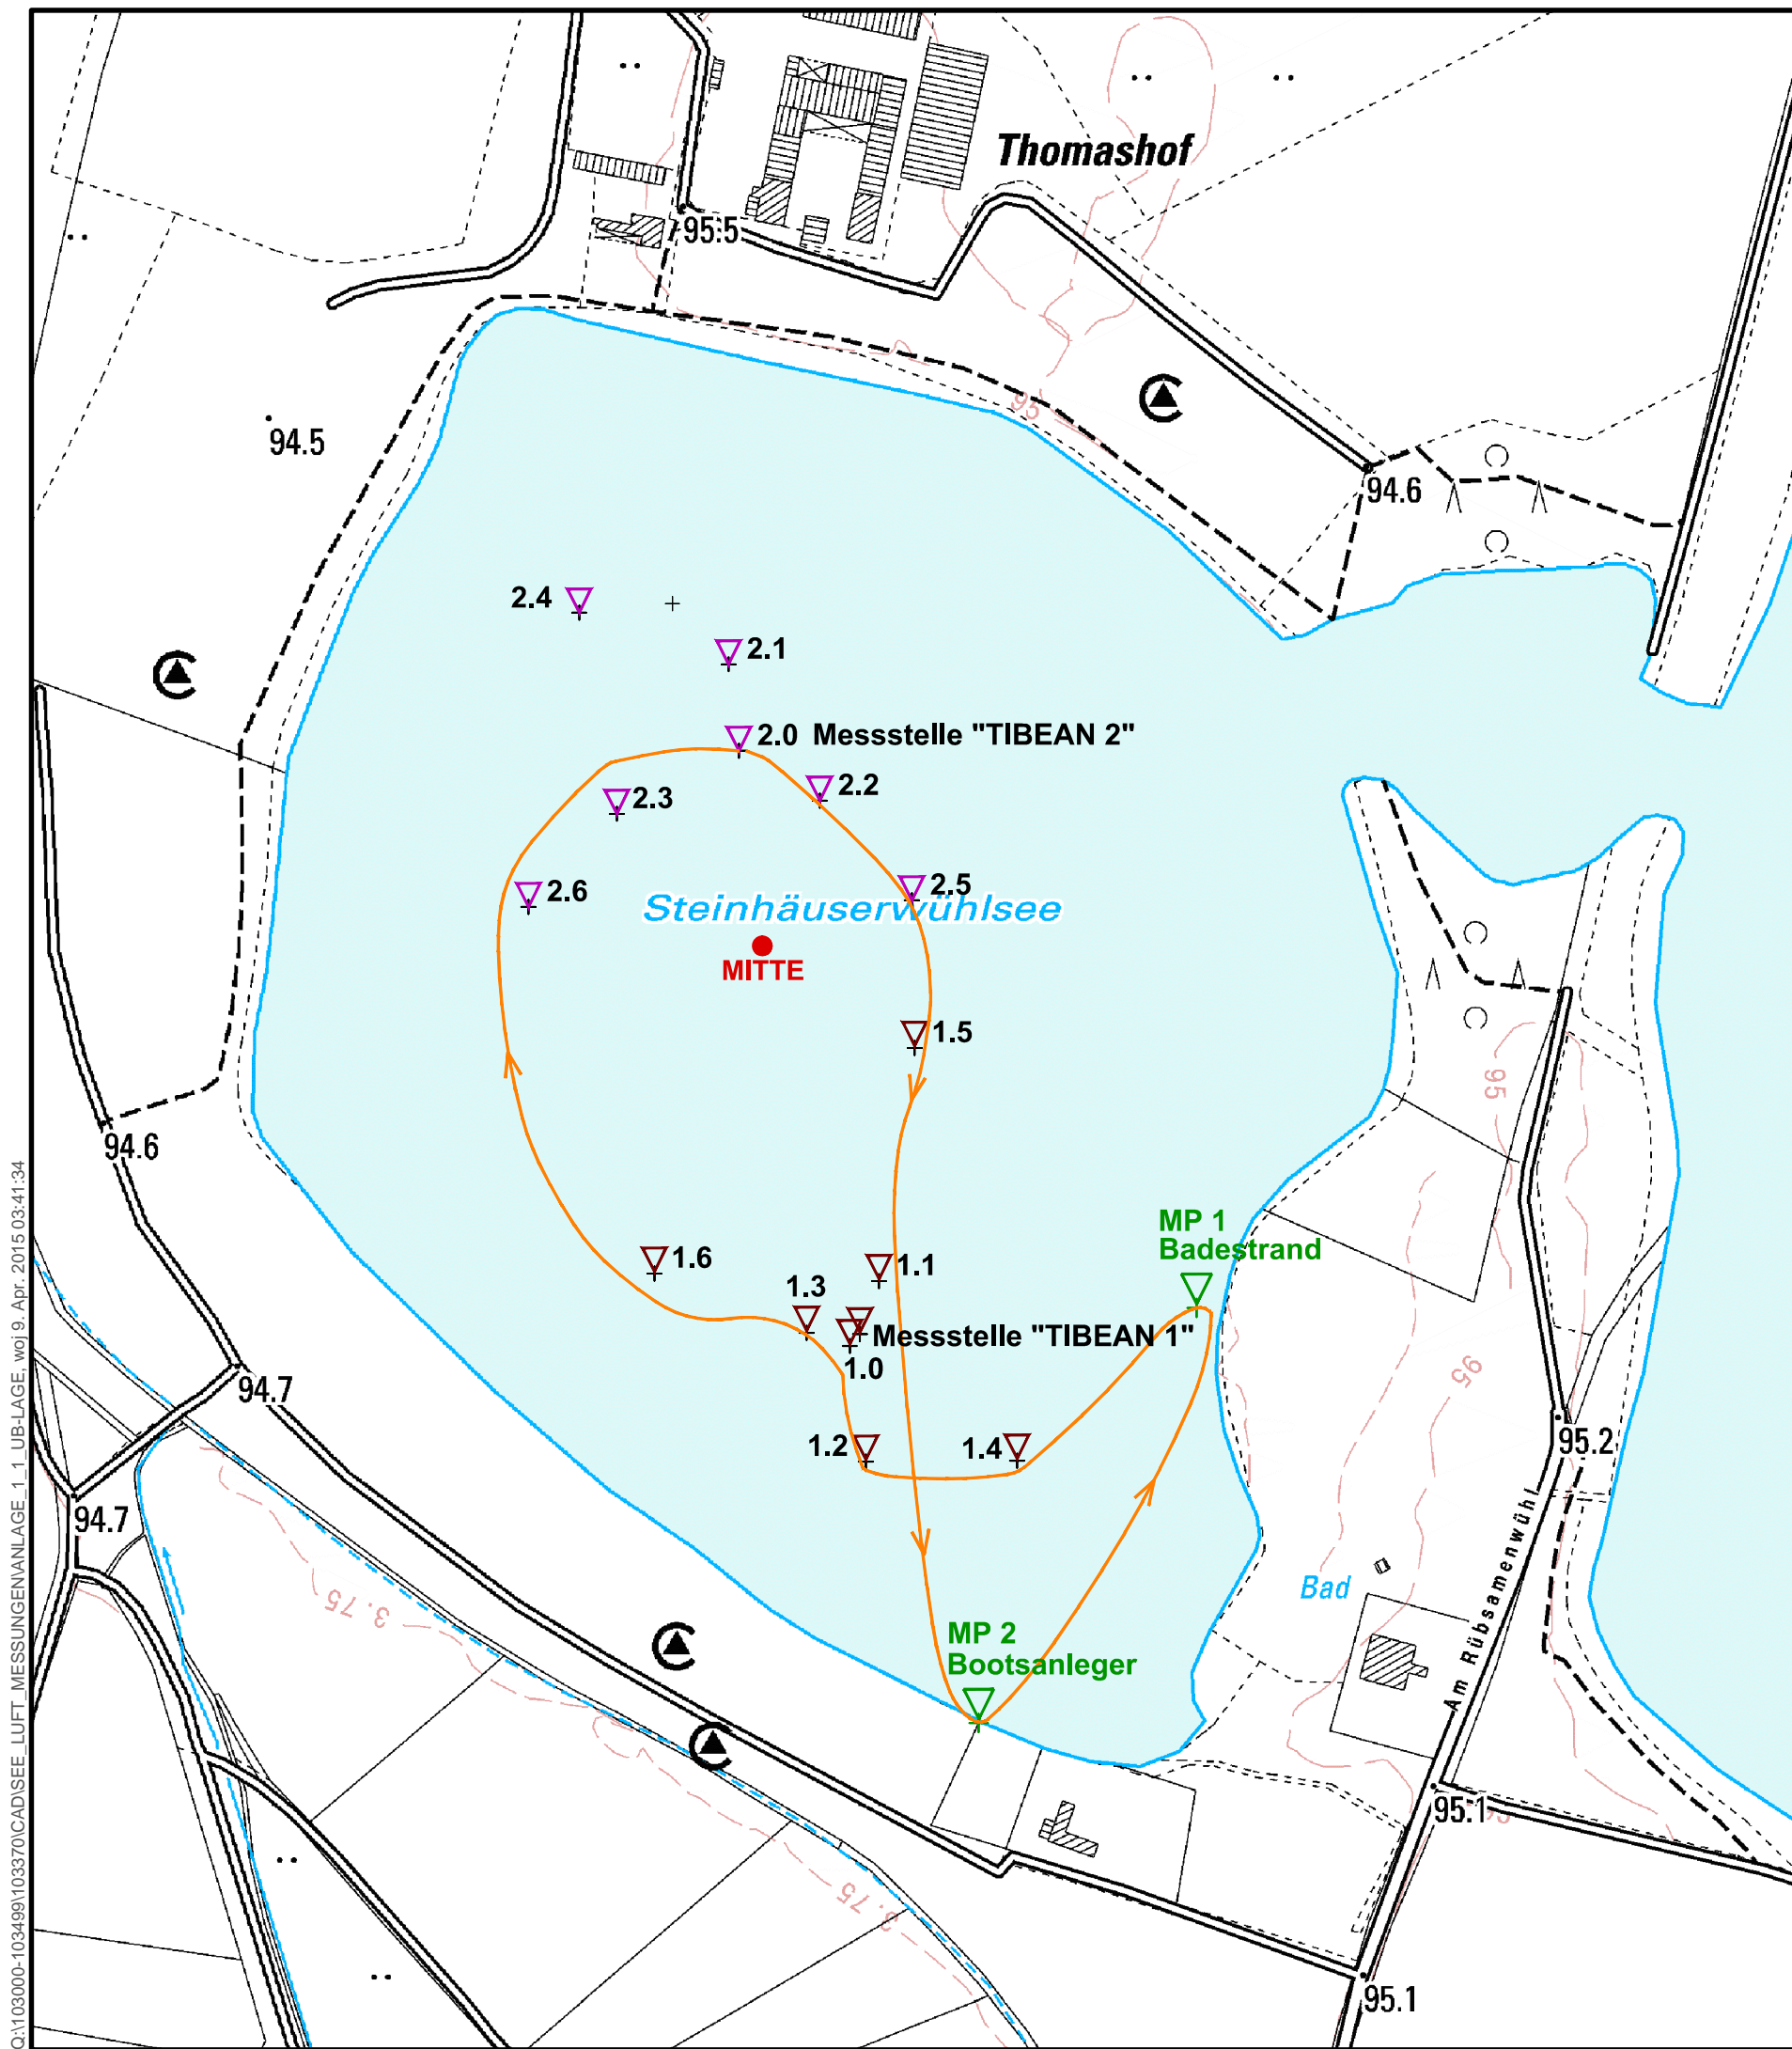 Thomashof
95.5
95
94.5
94.6
2.4
2.1
2.0 Messstelle "TIBEAN 2"
2.2
2.3
2.6
2.5
Steinhäuserwühlsee
MITTE
1.5
95
94.6
MP 1
Badestrand
1.6
1.1
1.3
Messstelle "TIBEAN 1"
1.0
95
94.7
1.2
1.4
95.2
94.7
Am Rübsamenwühl
Bad
3.75
MP 2
Bootsanleger
95.1
3.75
95.1
Q:\103000-103499\103370\CAD\SEE_LUFT_MESSUNGEN\ANLAGE_1_1_UB-LAGE, woj 9. Apr. 2015 03:41:34